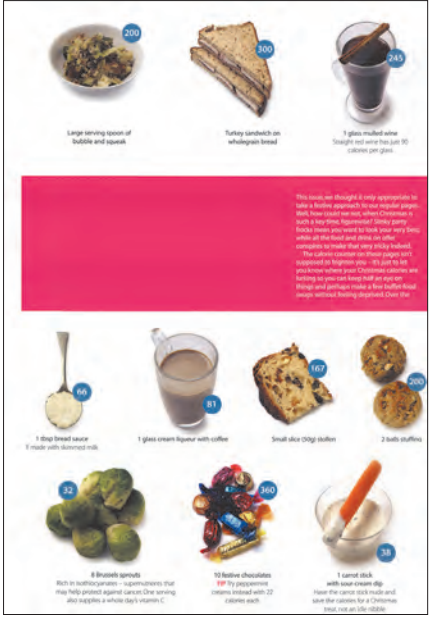 200
300
245
Large serving spoon of
bubble and squeak
Turkey sandwich on
wholegrain bread
1 glass mulled wine
Straight red wine has just 90
calories per glass
This issue, we thought it only appropriate to
take a festive approach to our regular pages.
Well, how could we not, when Christmas is
such a key time, figurewise? Slinky party
frocks mean you want to look your very best,
while all the food and drink on offer
conspires to make that very tricky indeed.
The calorie counter on these pages isn't
supposed to frighten you – it's just to let
you know where your Christmas calories are
lurking so you can keep half an eye on
things and perhaps make a few buffet food
swaps without feeling deprived. Over the
66
81
167
200
1 tbsp bread sauce
If made with skimmed milk
1 glass cream liqueur with coffee
Small slice (50g) stollen
2 balls stuffing
32
360
38
8 Brussels sprouts
Rich in isothiocyanates – supernutrients that
may help protect against cancer. One serving
also supplies a whole day's vitamin C
10 festive chocolates
TIP Try peppermint
creams instead with 22
calories each
1 carrot stick
with sour-cream dip
Have the carrot stick nude and
save the calories for a Christmas
treat, not an idle nibble